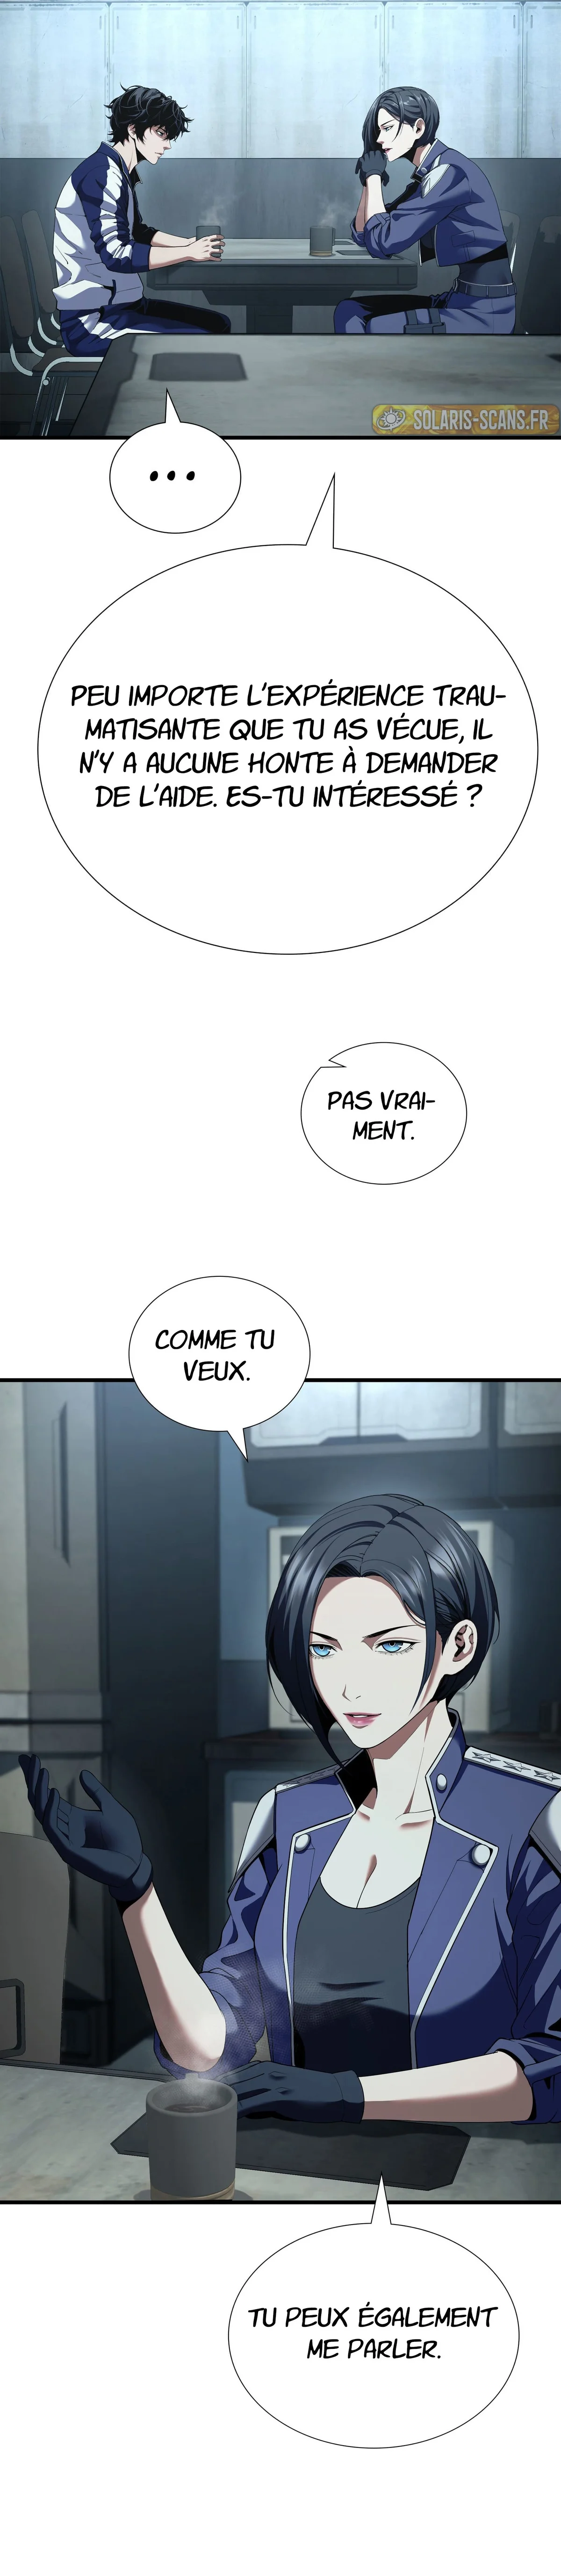 SOLARIS-SCANS.FR
...
PEU IMPORTE L'EXPÉRIENCE TRAU-
MATISANTE QUE TU AS VÉCUE, IL
N'Y A AUCUNE HONTE À DEMANDER
DE L'AIDE. ES-TU INTÉRESSÉ ?
PAS VRAI-
MENT.
COMME TU
VEUX.
TU PEUX ÉGALEMENT
ME PARLER.